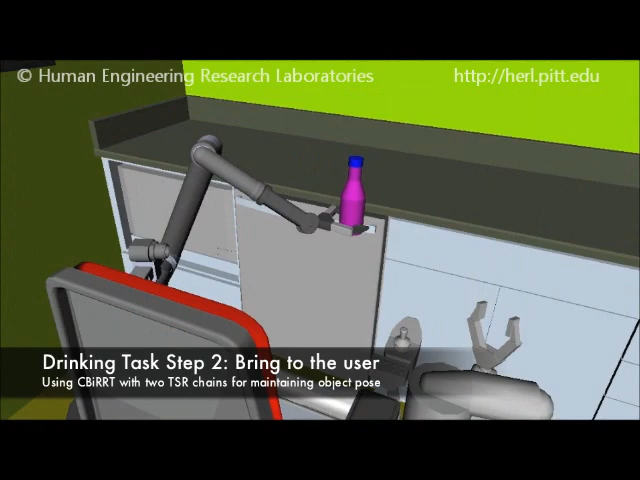 © Human Engineering Research Laboratories http://herl.pitt.edu
Drinking Task Step 2: Bring to the user
Using CBiRRT with two TSR chains for maintaining object pose